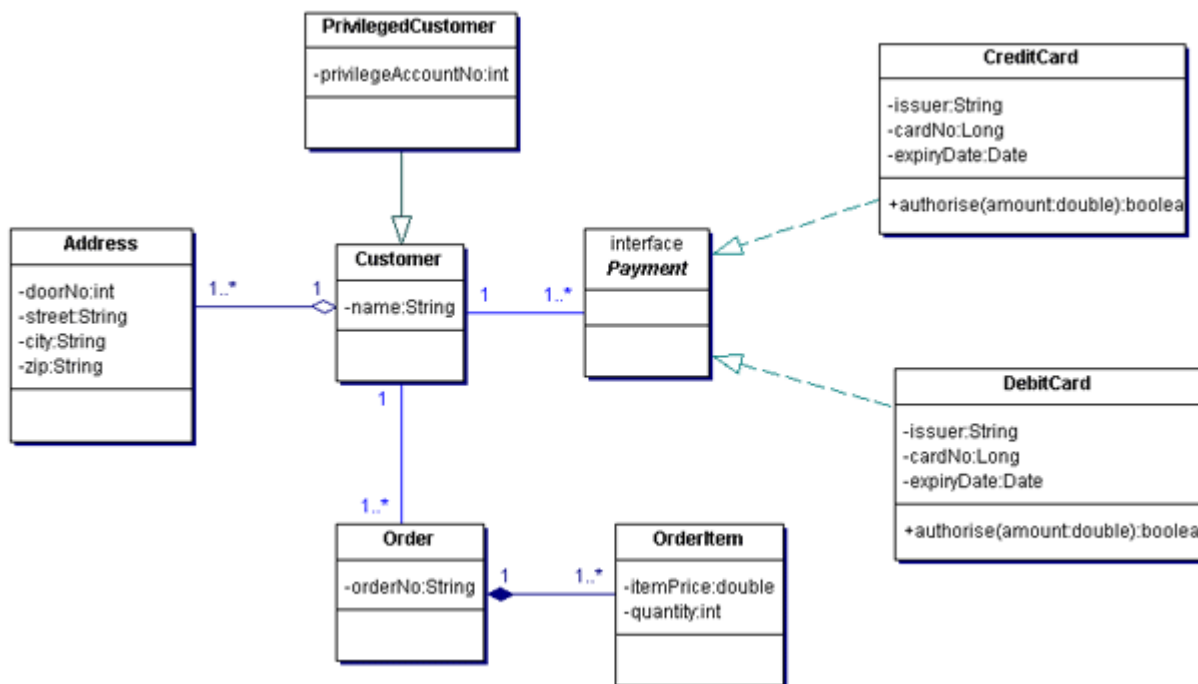 PrivilegedCustomer
-privilegeAccountNo:int
CreditCard
-issuer:String
-cardNo:Long
-expiryDate:Date
+authorise(amount:double):boolea
Address
-doorNo:int
-street:String
-city:String
-zip:String
1..*
1
Customer
-name:String
1
1..*
interface
Payment
DebitCard
-issuer:String
-cardNo:Long
-expiryDate:Date
+authorise(amount:double):boolea
1
1..*
Order
-orderNo:String
1
1..*
OrderItem
-itemPrice:double
-quantity:int